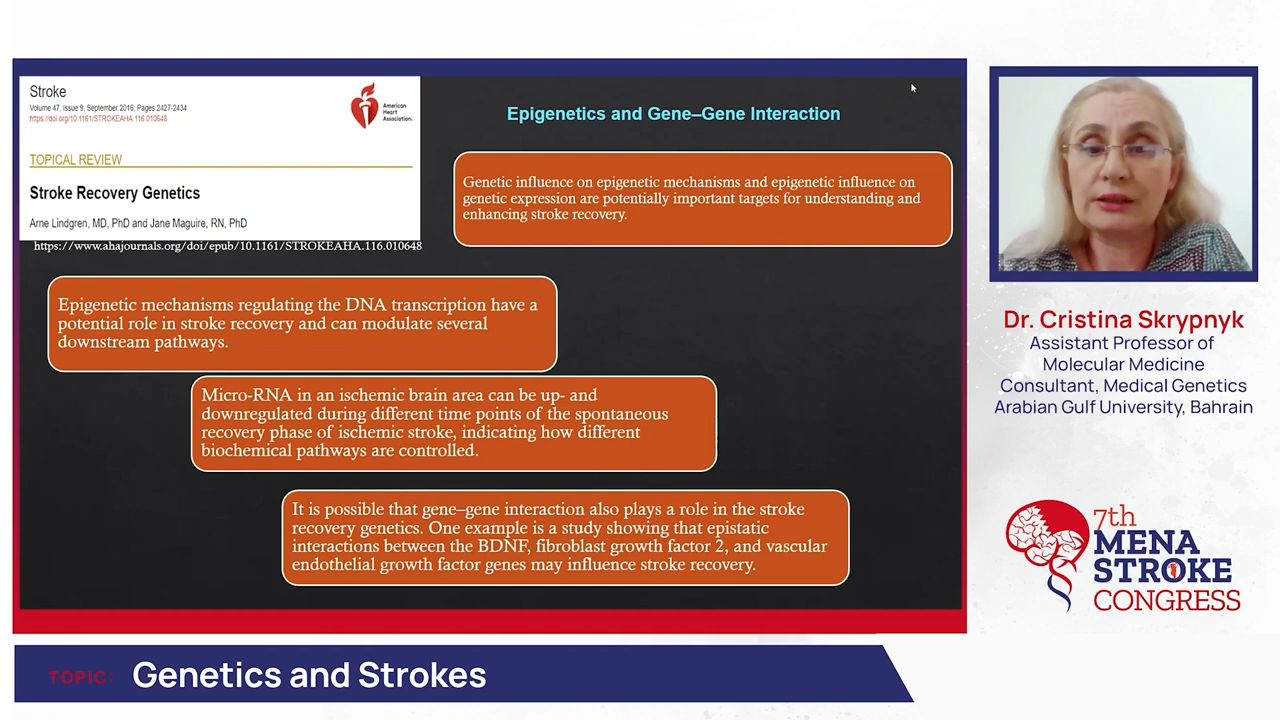 Stroke
Volume 47, Issue 9, September 2016, Pages 2427-2434
https://doi.org/10.1161/STROKEAHA.116.010648
American
Heart
Association.
TOPICAL REVIEW
Stroke Recovery Genetics
Arne Lindgren, MD, PhD and Jane Maguire, RN, PhD
https://www.ahajournals.org/doi/epub/10.1161/STROKEAHA.116.010648
Epigenetics and Gene–Gene Interaction
Genetic influence on epigenetic mechanisms and epigenetic influence on
genetic expression are potentially important targets for understanding and
enhancing stroke recovery.
Epigenetic mechanisms regulating the DNA transcription have a
potential role in stroke recovery and can modulate several
downstream pathways.
Micro-RNA in an ischemic brain area can be up- and
downregulated during different time points of the spontaneous
recovery phase of ischemic stroke, indicating how different
biochemical pathways are controlled.
It is possible that gene–gene interaction also plays a role in the stroke
recovery genetics. One example is a study showing that epistatic
interactions between the BDNF, fibroblast growth factor 2, and vascular
endothelial growth factor genes may influence stroke recovery.
Dr. Cristina Skrypnyk
Assistant Professor of
Molecular Medicine
Consultant, Medical Genetics
Arabian Gulf University, Bahrain
7th
MENA
STROKE
CONGRESS
TOPIC: Genetics and Strokes